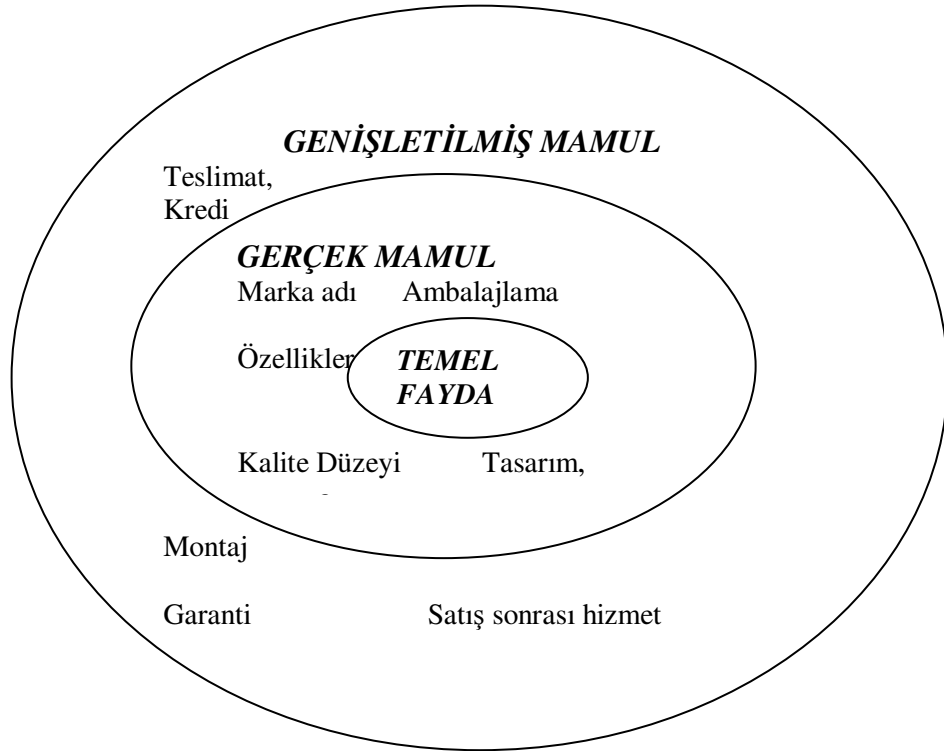 GENİŞLETİLMİŞ MAMUL
Teslimat,
Kredi
GERÇEK MAMUL
Marka adı Ambalajlama
Özellikler
TEMEL
FAYDA
Kalite Düzeyi Tasarım,
Montaj
Garanti Satış sonrası hizmet